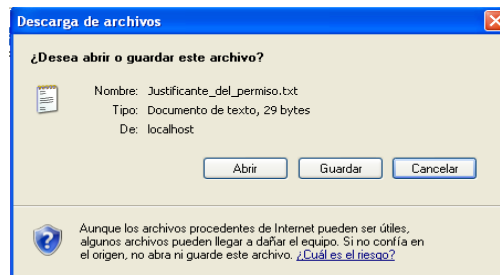 Descarga de archivos
¿Desea abrir o guardar este archivo?
Nombre: Justificante_del_permiso.txt
Tipo: Documento de texto, 29 bytes
De: localhost
Abrir Guardar Cancelar
Aunque los archivos procedentes de Internet pueden ser útiles,
algunos archivos pueden llegar a dañar el equipo. Si no confía en
el origen, no abra ni guarde este archivo. ¿Cuál es el riesgo?